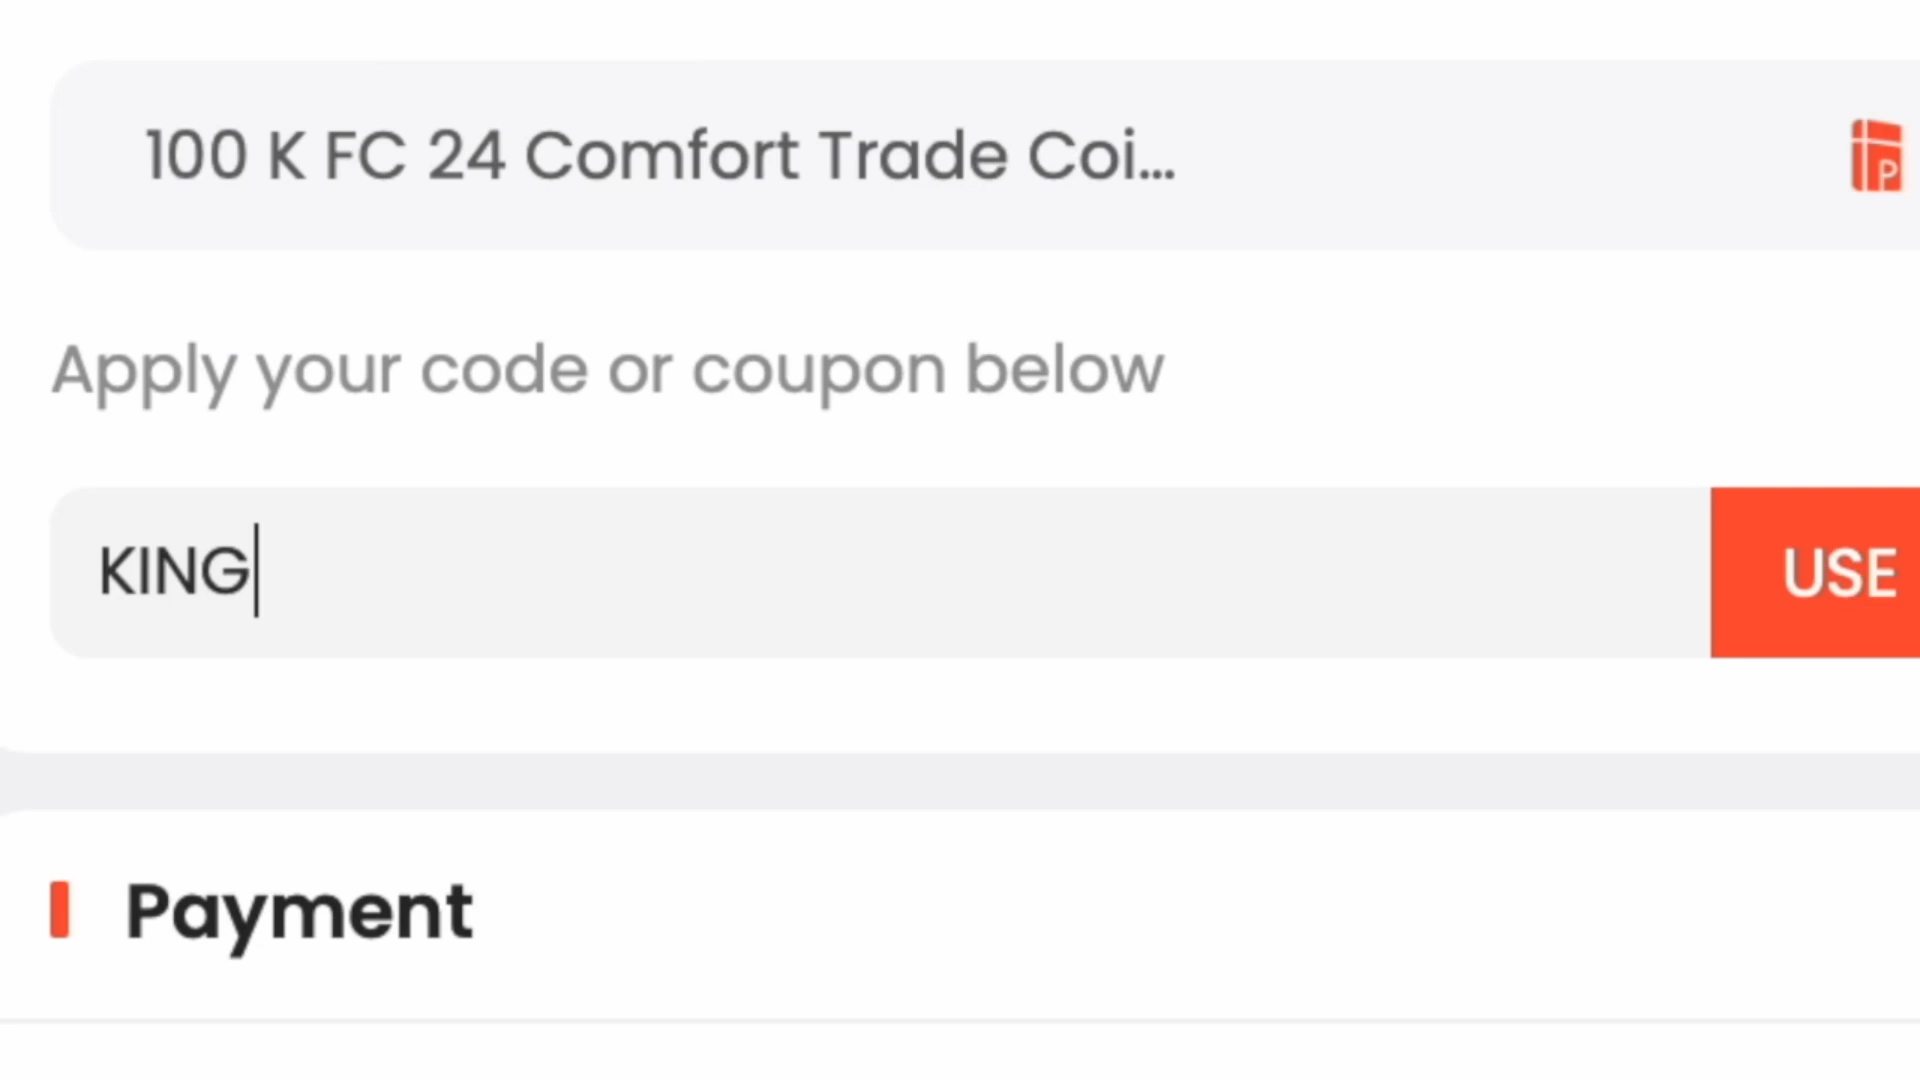 100 K FC 24 Comfort Trade Coi...
P
Apply your code or coupon below
KING
USE
Payment